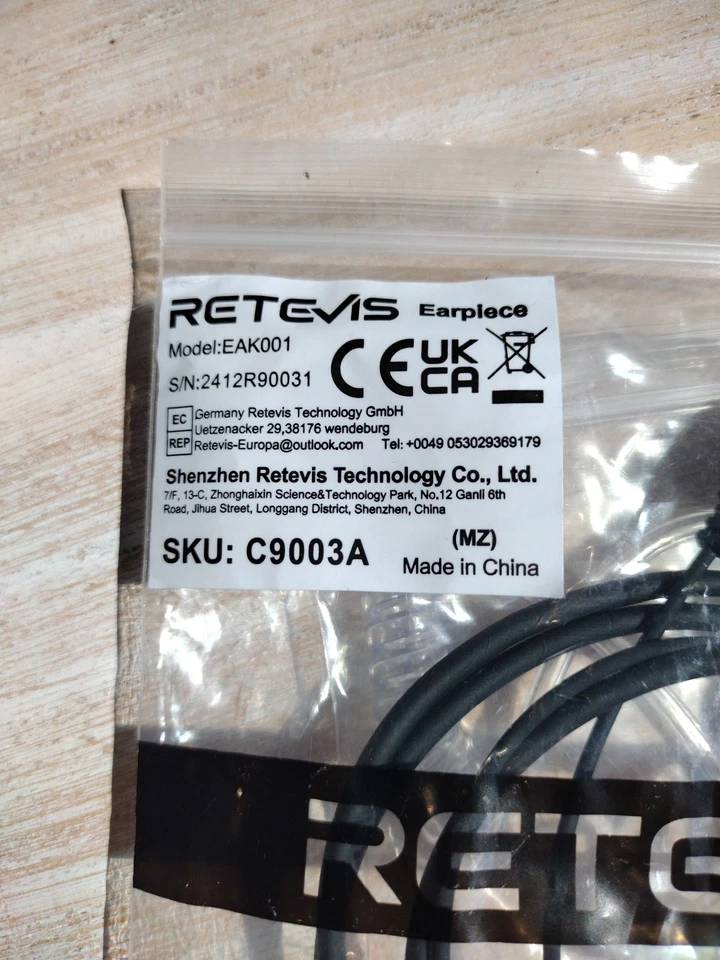 RETEVIS Earpiece
Model:EAK001
S/N:2412R90031
CE UK CA
EC REP
Germany Retevis Technology GmbH
Uetzenacker 29,38176 wendeburg
Retevis-Europa@outlook.com Tel:+0049 053029369179
Shenzhen Retevis Technology Co., Ltd.
7/F, 13-C, Zhonghaixin Science&Technology Park, No.12 Ganli 6th
Road, Jihua Street, Longgang District, Shenzhen, China
SKU: C9003A
(MZ)
Made in China
RETE